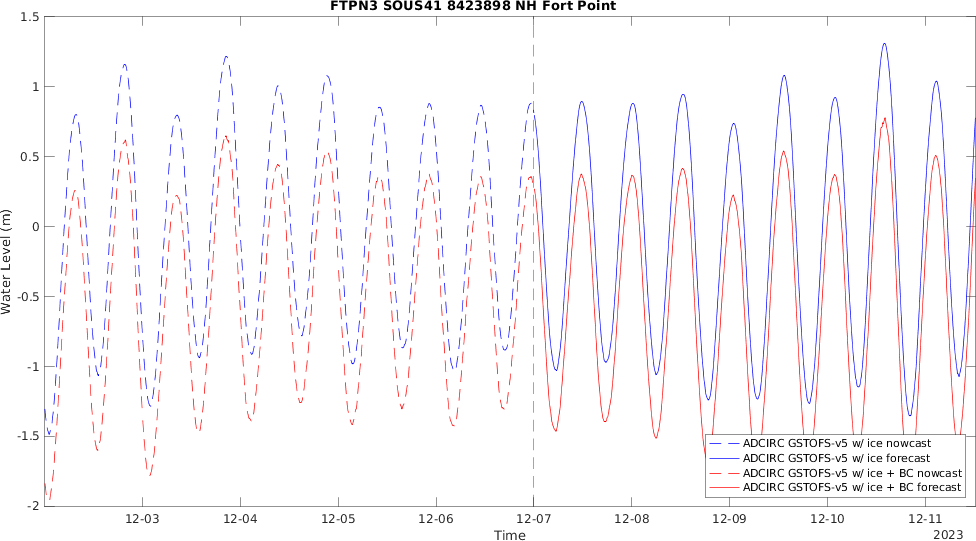 FTPN3 SOUS41 8423898 NH Fort Point
Water Level (m)
1.5
1
0.5
0
-0.5
-1
-1.5
-2
ADCIRC GSTOFS-v5 w/ ice nowcast
ADCIRC GSTOFS-v5 w/ ice forecast
ADCIRC GSTOFS-v5 w/ ice + BC nowcast
ADCIRC GSTOFS-v5 w/ ice + BC forecast
12-03 12-04 12-05 12-06 12-07 12-08 12-09 12-10 12-11
Time
2023